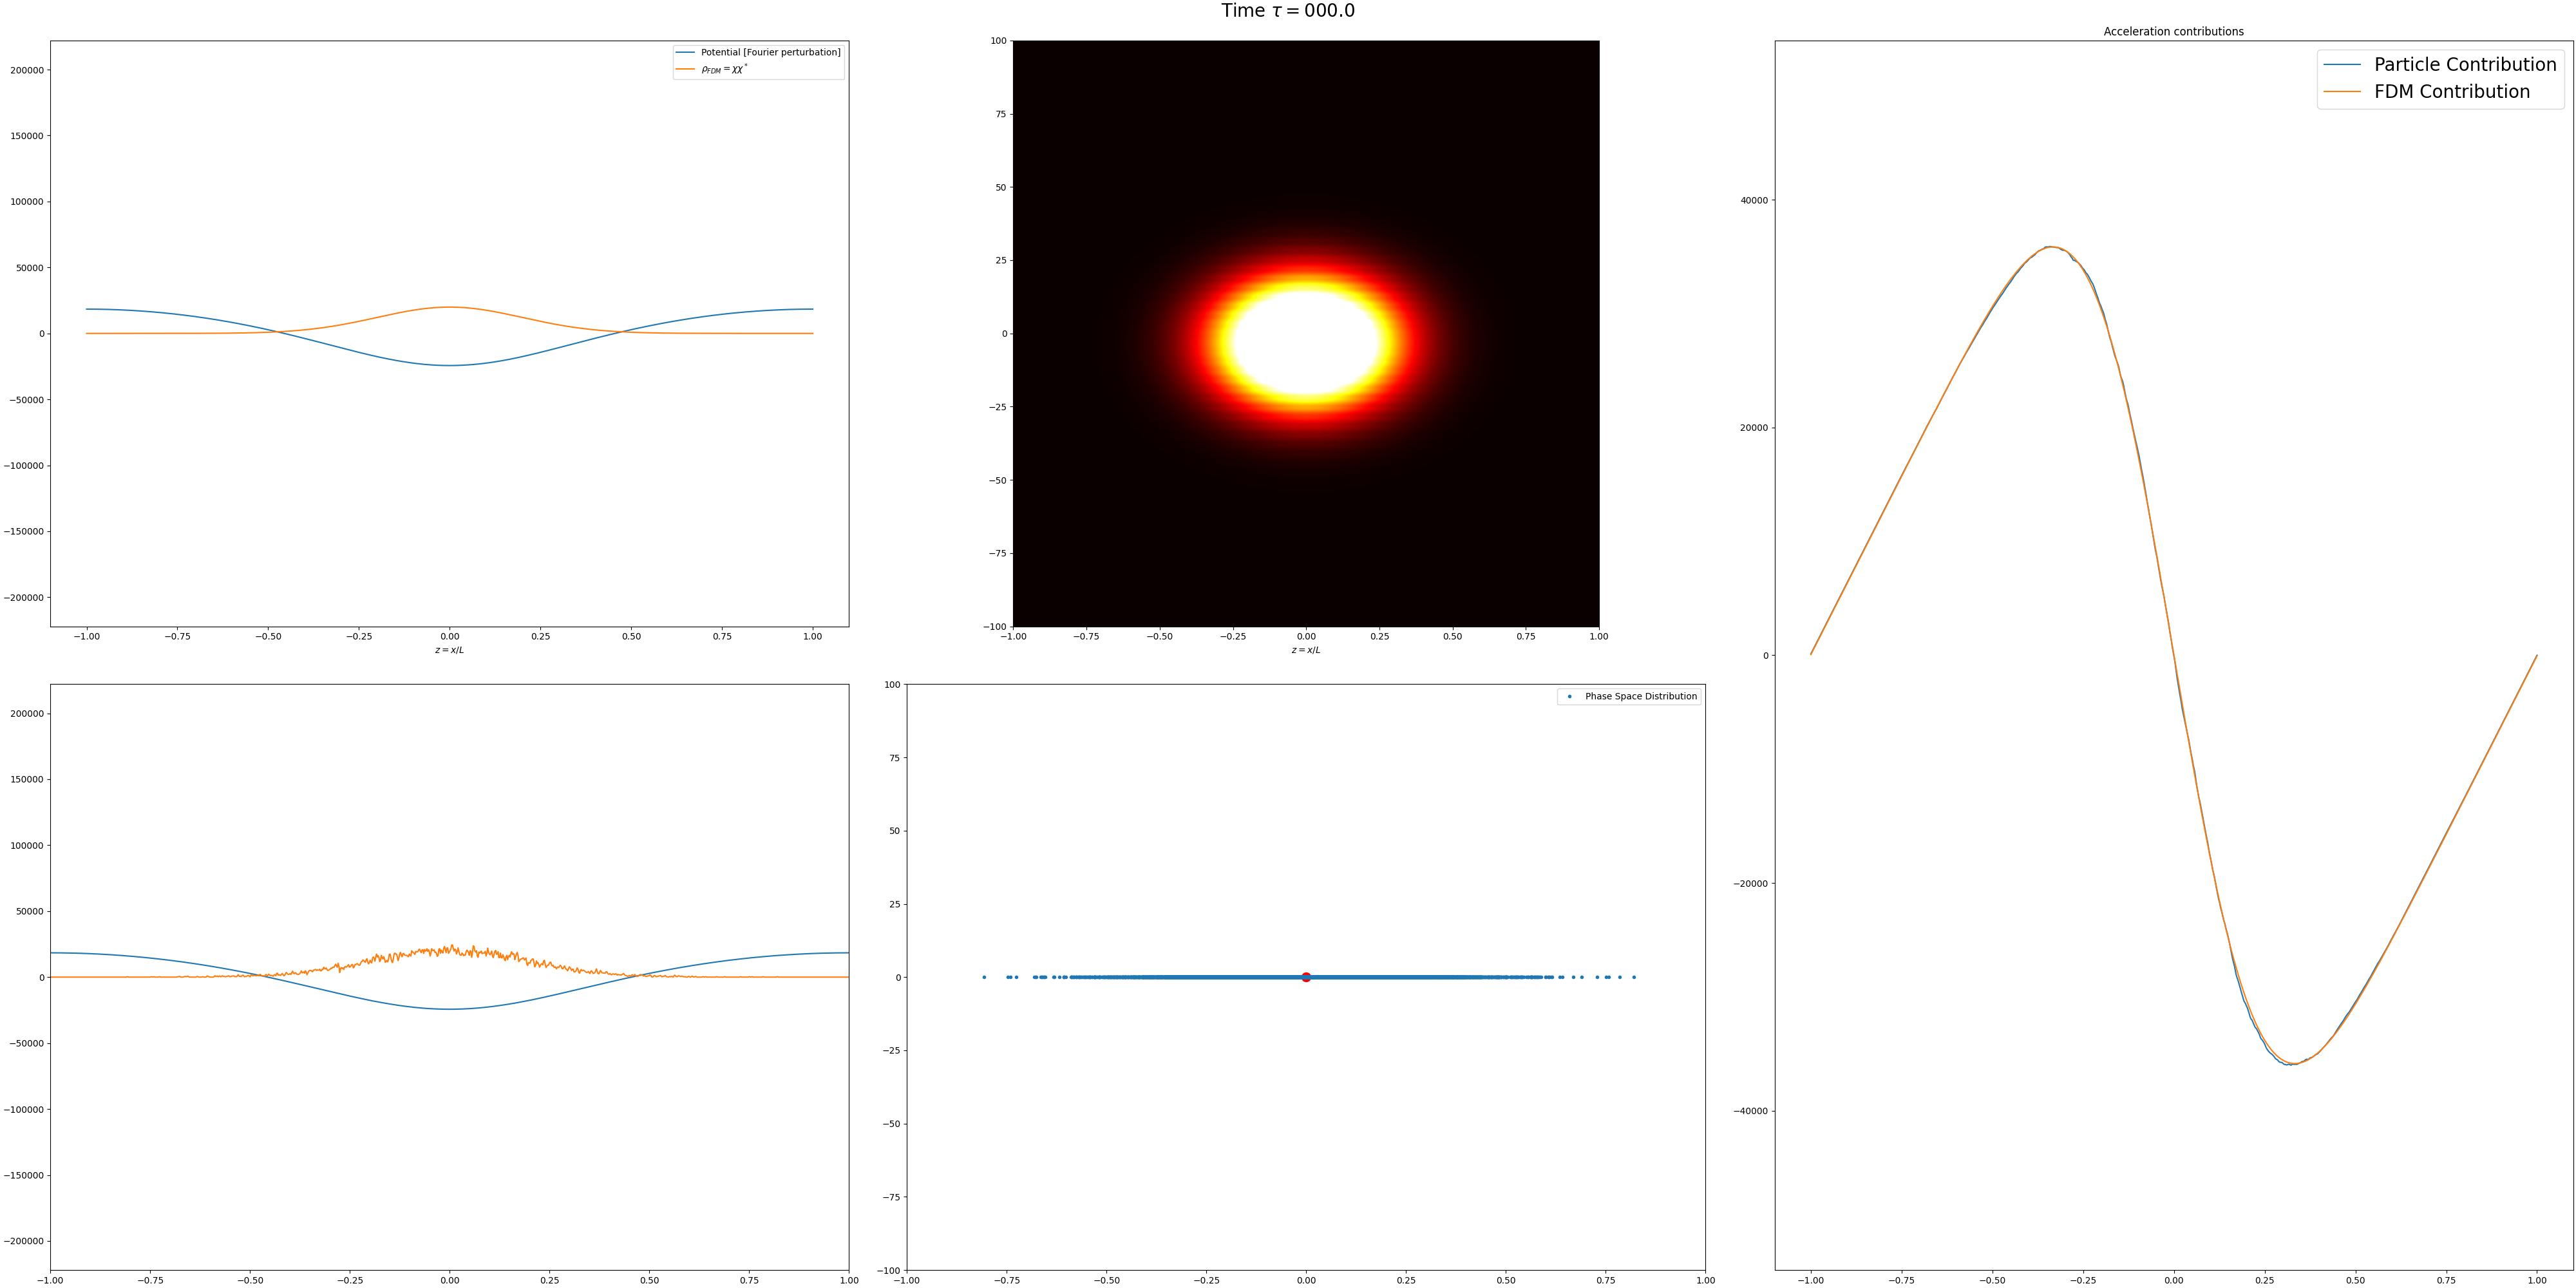 Time τ = 000.0
Potential [Fourier perturbation]
ρFDM = χχ*
200000
150000
100000
50000
0
−50000
−100000
−150000
−200000
−1.00 −0.75 −0.50 −0.25 0.00 0.25 0.50 0.75 1.00
z = x/L
100
75
50
25
0
−25
−50
−75
−100
−1.00 −0.75 −0.50 −0.25 0.00 0.25 0.50 0.75 1.00
z = x/L
Acceleration contributions
Particle Contribution
FDM Contribution
40000
20000
0
−20000
−40000
−1.00 −0.75 −0.50 −0.25 0.00 0.25 0.50 0.75 1.00
200000
150000
100000
50000
0
−50000
−100000
−150000
−200000
−1.00 −0.75 −0.50 −0.25 0.00 0.25 0.50 0.75 1.00
Phase Space Distribution
100
75
50
25
0
−25
−50
−75
−100
−1.00 −0.75 −0.50 −0.25 0.00 0.25 0.50 0.75 1.00